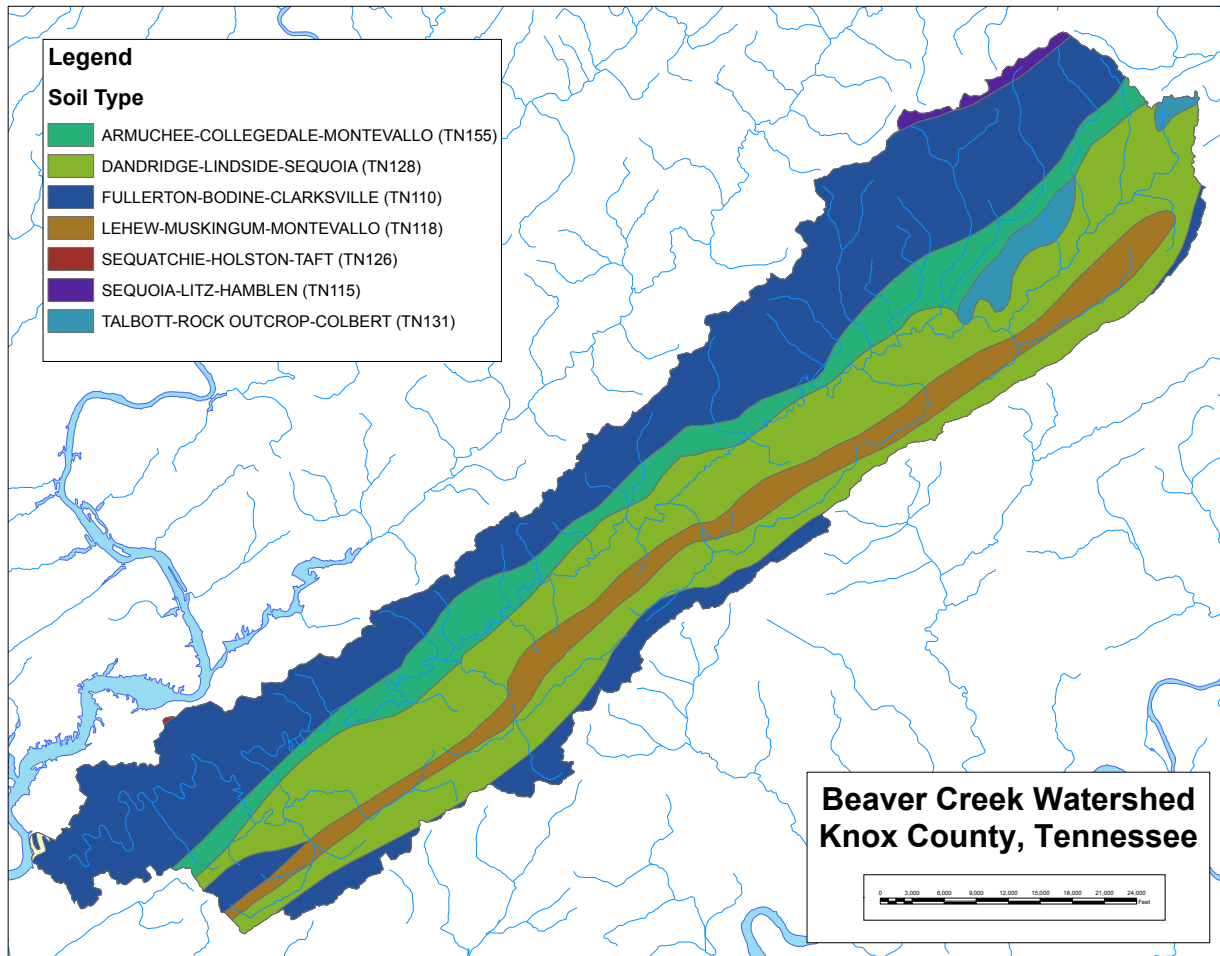 Legend
Soil Type
ARMUCHEE-COLLEGEDALE-MONTEVALLO (TN155)
DANDRIDGE-LINDSIDE-SEQUOIA (TN128)
FULLERTON-BODINE-CLARKSVILLE (TN110)
LEHEW-MUSKINGUM-MONTEVALLO (TN118)
SEQUATCHIE-HOLSTON-TAFT (TN126)
SEQUOIA-LITZ-HAMBLEN (TN115)
TALBOTT-ROCK OUTCROP-COLBERT (TN131)
Beaver Creek Watershed
Knox County, Tennessee
0 3,000 6,000 9,000 12,000 15,000 18,000 21,000 24,000
Feet